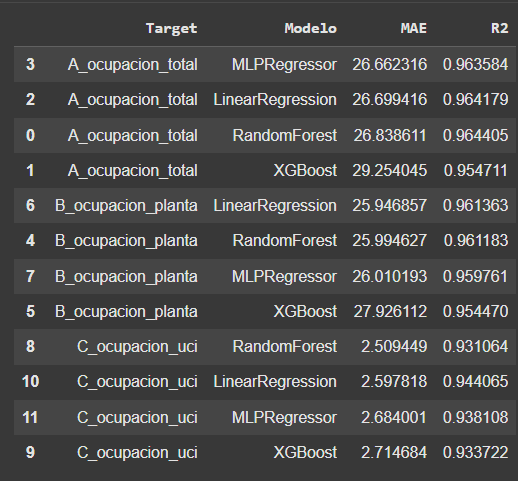 Target Modelo MAE R2
3 A_ocupacion_total MLPRegressor 26.662316 0.963584
2 A_ocupacion_total LinearRegression 26.699416 0.964179
0 A_ocupacion_total RandomForest 26.838611 0.964405
1 A_ocupacion_total XGBoost 29.254045 0.954711
6 B_ocupacion_planta LinearRegression 25.946857 0.961363
4 B_ocupacion_planta RandomForest 25.994627 0.961183
7 B_ocupacion_planta MLPRegressor 26.010193 0.959761
5 B_ocupacion_planta XGBoost 27.926112 0.954470
8 C_ocupacion_uci RandomForest 2.509449 0.931064
10 C_ocupacion_uci LinearRegression 2.597818 0.944065
11 C_ocupacion_uci MLPRegressor 2.684001 0.938108
9 C_ocupacion_uci XGBoost 2.714684 0.933722